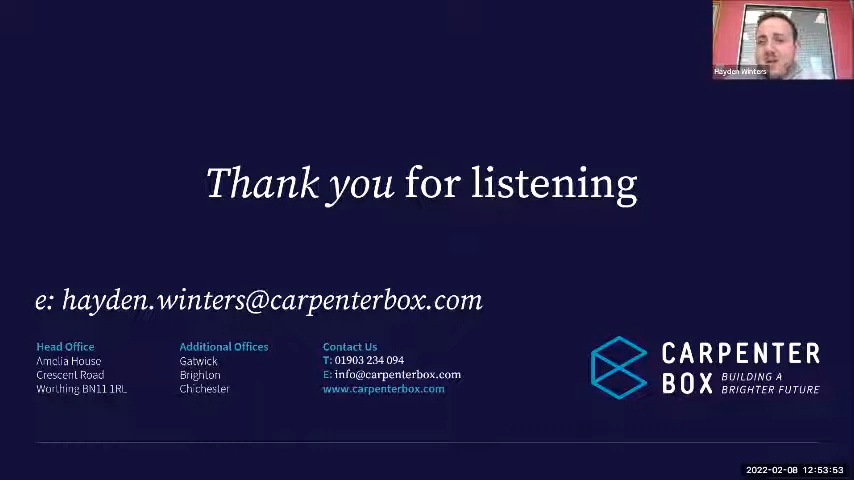 Hayden Winters
Thank you for listening
e: hayden.winters@carpenterbox.com
Head Office
Amelia House
Crescent Road
Worthing BN11 1RL
Additional Offices
Gatwick
Brighton
Chichester
Contact Us
T: 01903 234 094
E: info@carpenterbox.com
www.carpenterbox.com
CARPENTER
BOX BUILDING A
BRIGHTER FUTURE
2022-02-08 12:53:53